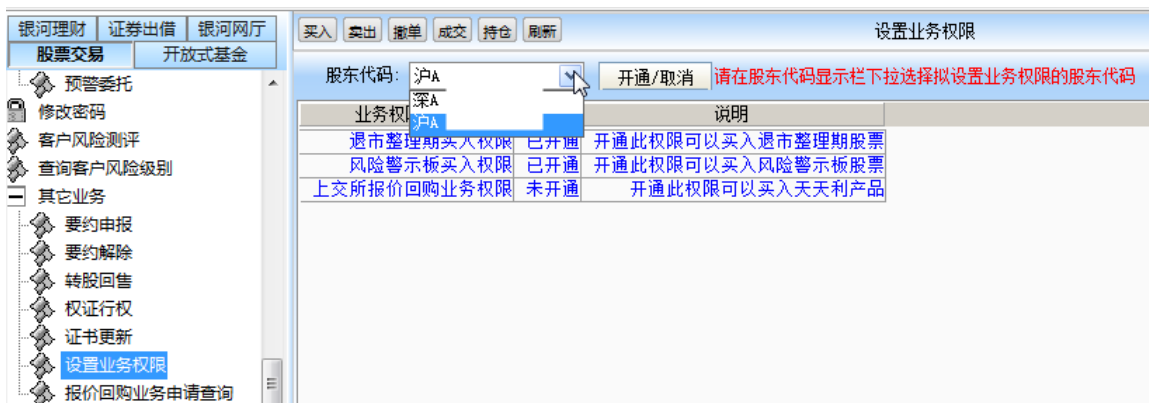 银河理财 证券出借 银河网厅
股票交易 开放式基金
预警委托
修改密码
客户风险测评
查询客户风险级别
其它业务
要约申报
要约解除
转股回售
权证行权
证书更新
设置业务权限
报价回购业务申请查询
买入 卖出 撤单 成交 持仓 刷新 设置业务权限
股东代码: 沪A 开通/取消 请在股东代码显示栏下拉选择拟设置业务权限的股东代码
深A
沪A
业务权 说明
退市整理期买入权限 已开通 开通此权限可以买入退市整理期股票
风险警示板买入权限 已开通 开通此权限可以买入风险警示板股票
上交所报价回购业务权限 未开通 开通此权限可以买入天天利产品